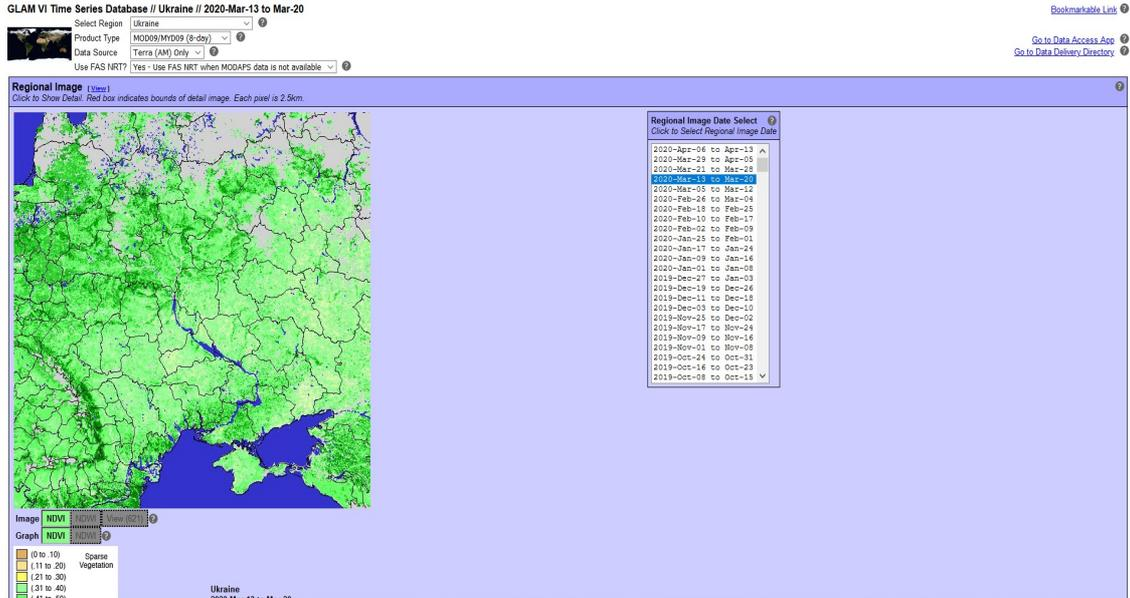 GLAM VI Time Series Database // Ukraine // 2020-Mar-13 to Mar-20
Bookmarkable Link ?
Select Region Ukraine ?
Product Type MOD09/MYD09 (8-day) ?
Go to Data Access App ?
Data Source Terra (AM) Only ?
Go to Data Delivery Directory ?
Use FAS NRT? Yes - Use FAS NRT when MODAPS data is not available ?
Regional Image [ View ] ?
Click to Show Detail. Red box indicates bounds of detail image. Each pixel is 2.5km.
Regional Image Date Select ?
Click to Select Regional Image Date
2020-Apr-06 to Apr-13
2020-Mar-29 to Apr-05
2020-Mar-21 to Mar-28
2020-Mar-13 to Mar-20
2020-Mar-05 to Mar-12
2020-Feb-26 to Mar-04
2020-Feb-18 to Feb-25
2020-Feb-10 to Feb-17
2020-Feb-02 to Feb-09
2020-Jan-25 to Feb-01
2020-Jan-17 to Jan-24
2020-Jan-09 to Jan-16
2020-Jan-01 to Jan-08
2019-Dec-27 to Jan-03
2019-Dec-19 to Dec-26
2019-Dec-11 to Dec-18
2019-Dec-03 to Dec-10
2019-Nov-25 to Dec-02
2019-Nov-17 to Nov-24
2019-Nov-09 to Nov-16
2019-Nov-01 to Nov-08
2019-Oct-24 to Oct-31
2019-Oct-16 to Oct-23
2019-Oct-08 to Oct-15
Image NDVI NDWI View (621) ?
Graph NDVI NDWI ?
(0 to .10) Sparse
(.11 to .20) Vegetation
(.21 to .30)
(.31 to .40)
Ukraine